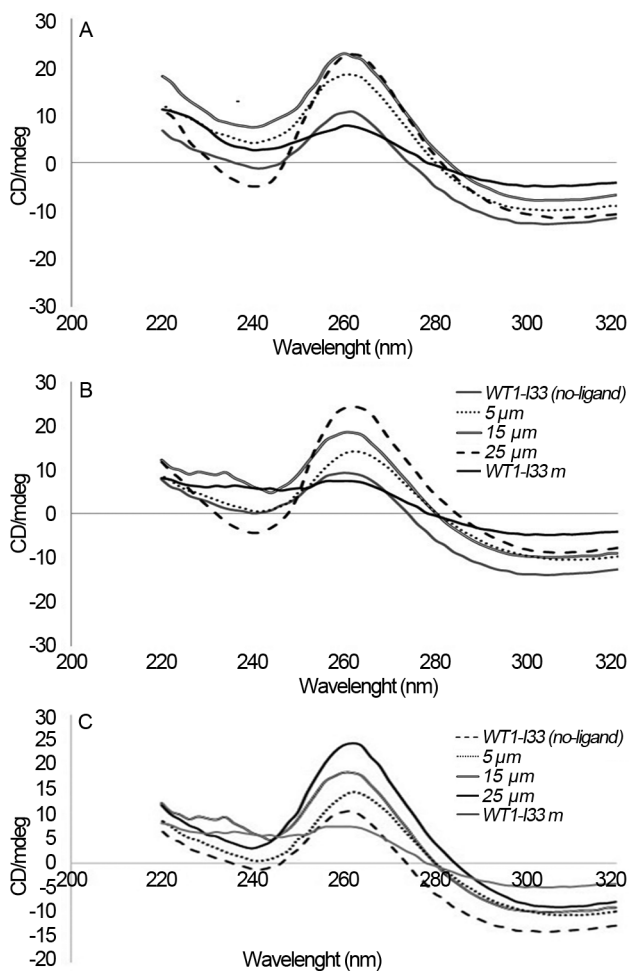 A
30
20
10
0
-10
-20
-30
CD/mdeg
200 220 240 260 280 300 320
Wavelenght (nm)
B
30
20
10
0
-10
-20
-30
CD/mdeg
WT1-I33 (no-ligand)
5 µm
15 µm
25 µm
WT1-I33 m
200 220 240 260 280 300 320
Wavelenght (nm)
C
30
25
20
15
10
5
0
-5
-10
-15
-20
CD/mdeg
WT1-I33 (no-ligand)
5 µm
15 µm
25 µm
WT1-I33 m
200 220 240 260 280 300 320
Wavelenght (nm)